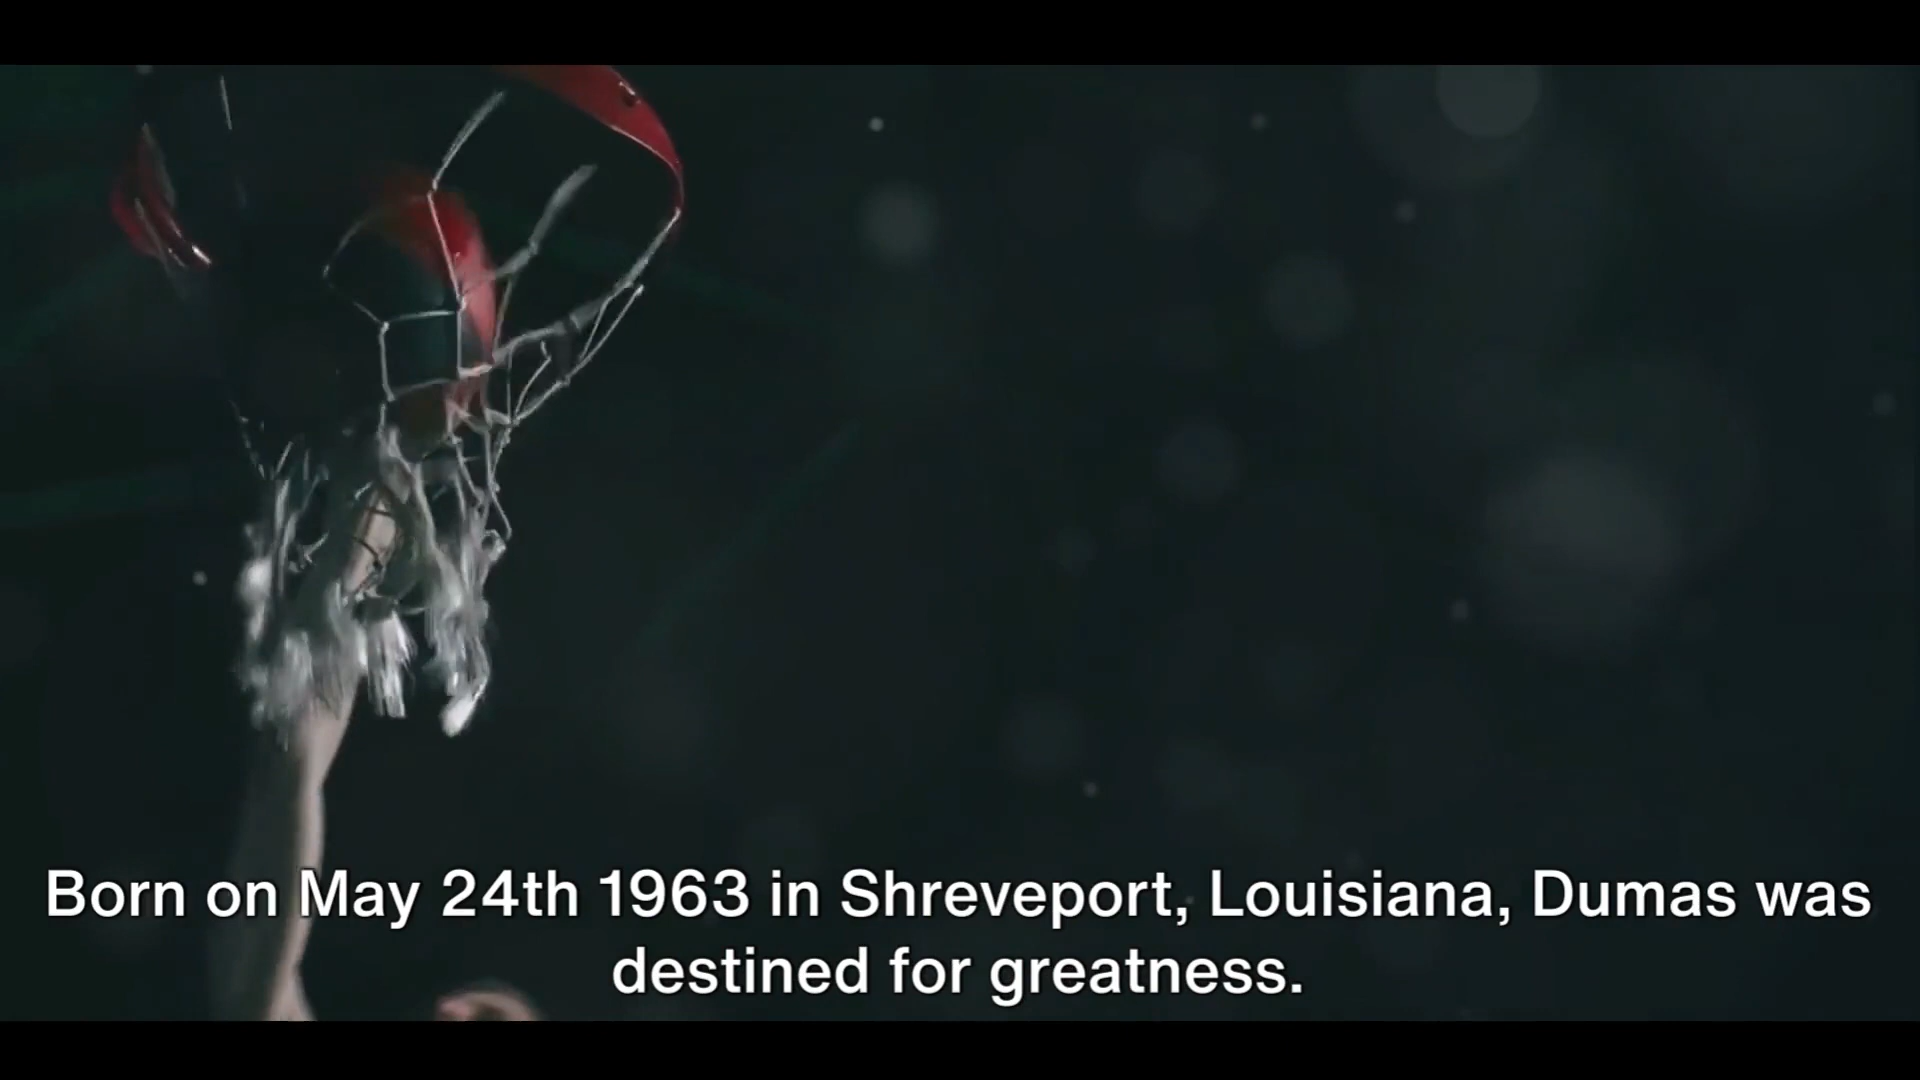 Born on May 24th 1963 in Shreveport, Louisiana, Dumas was
destined for greatness.